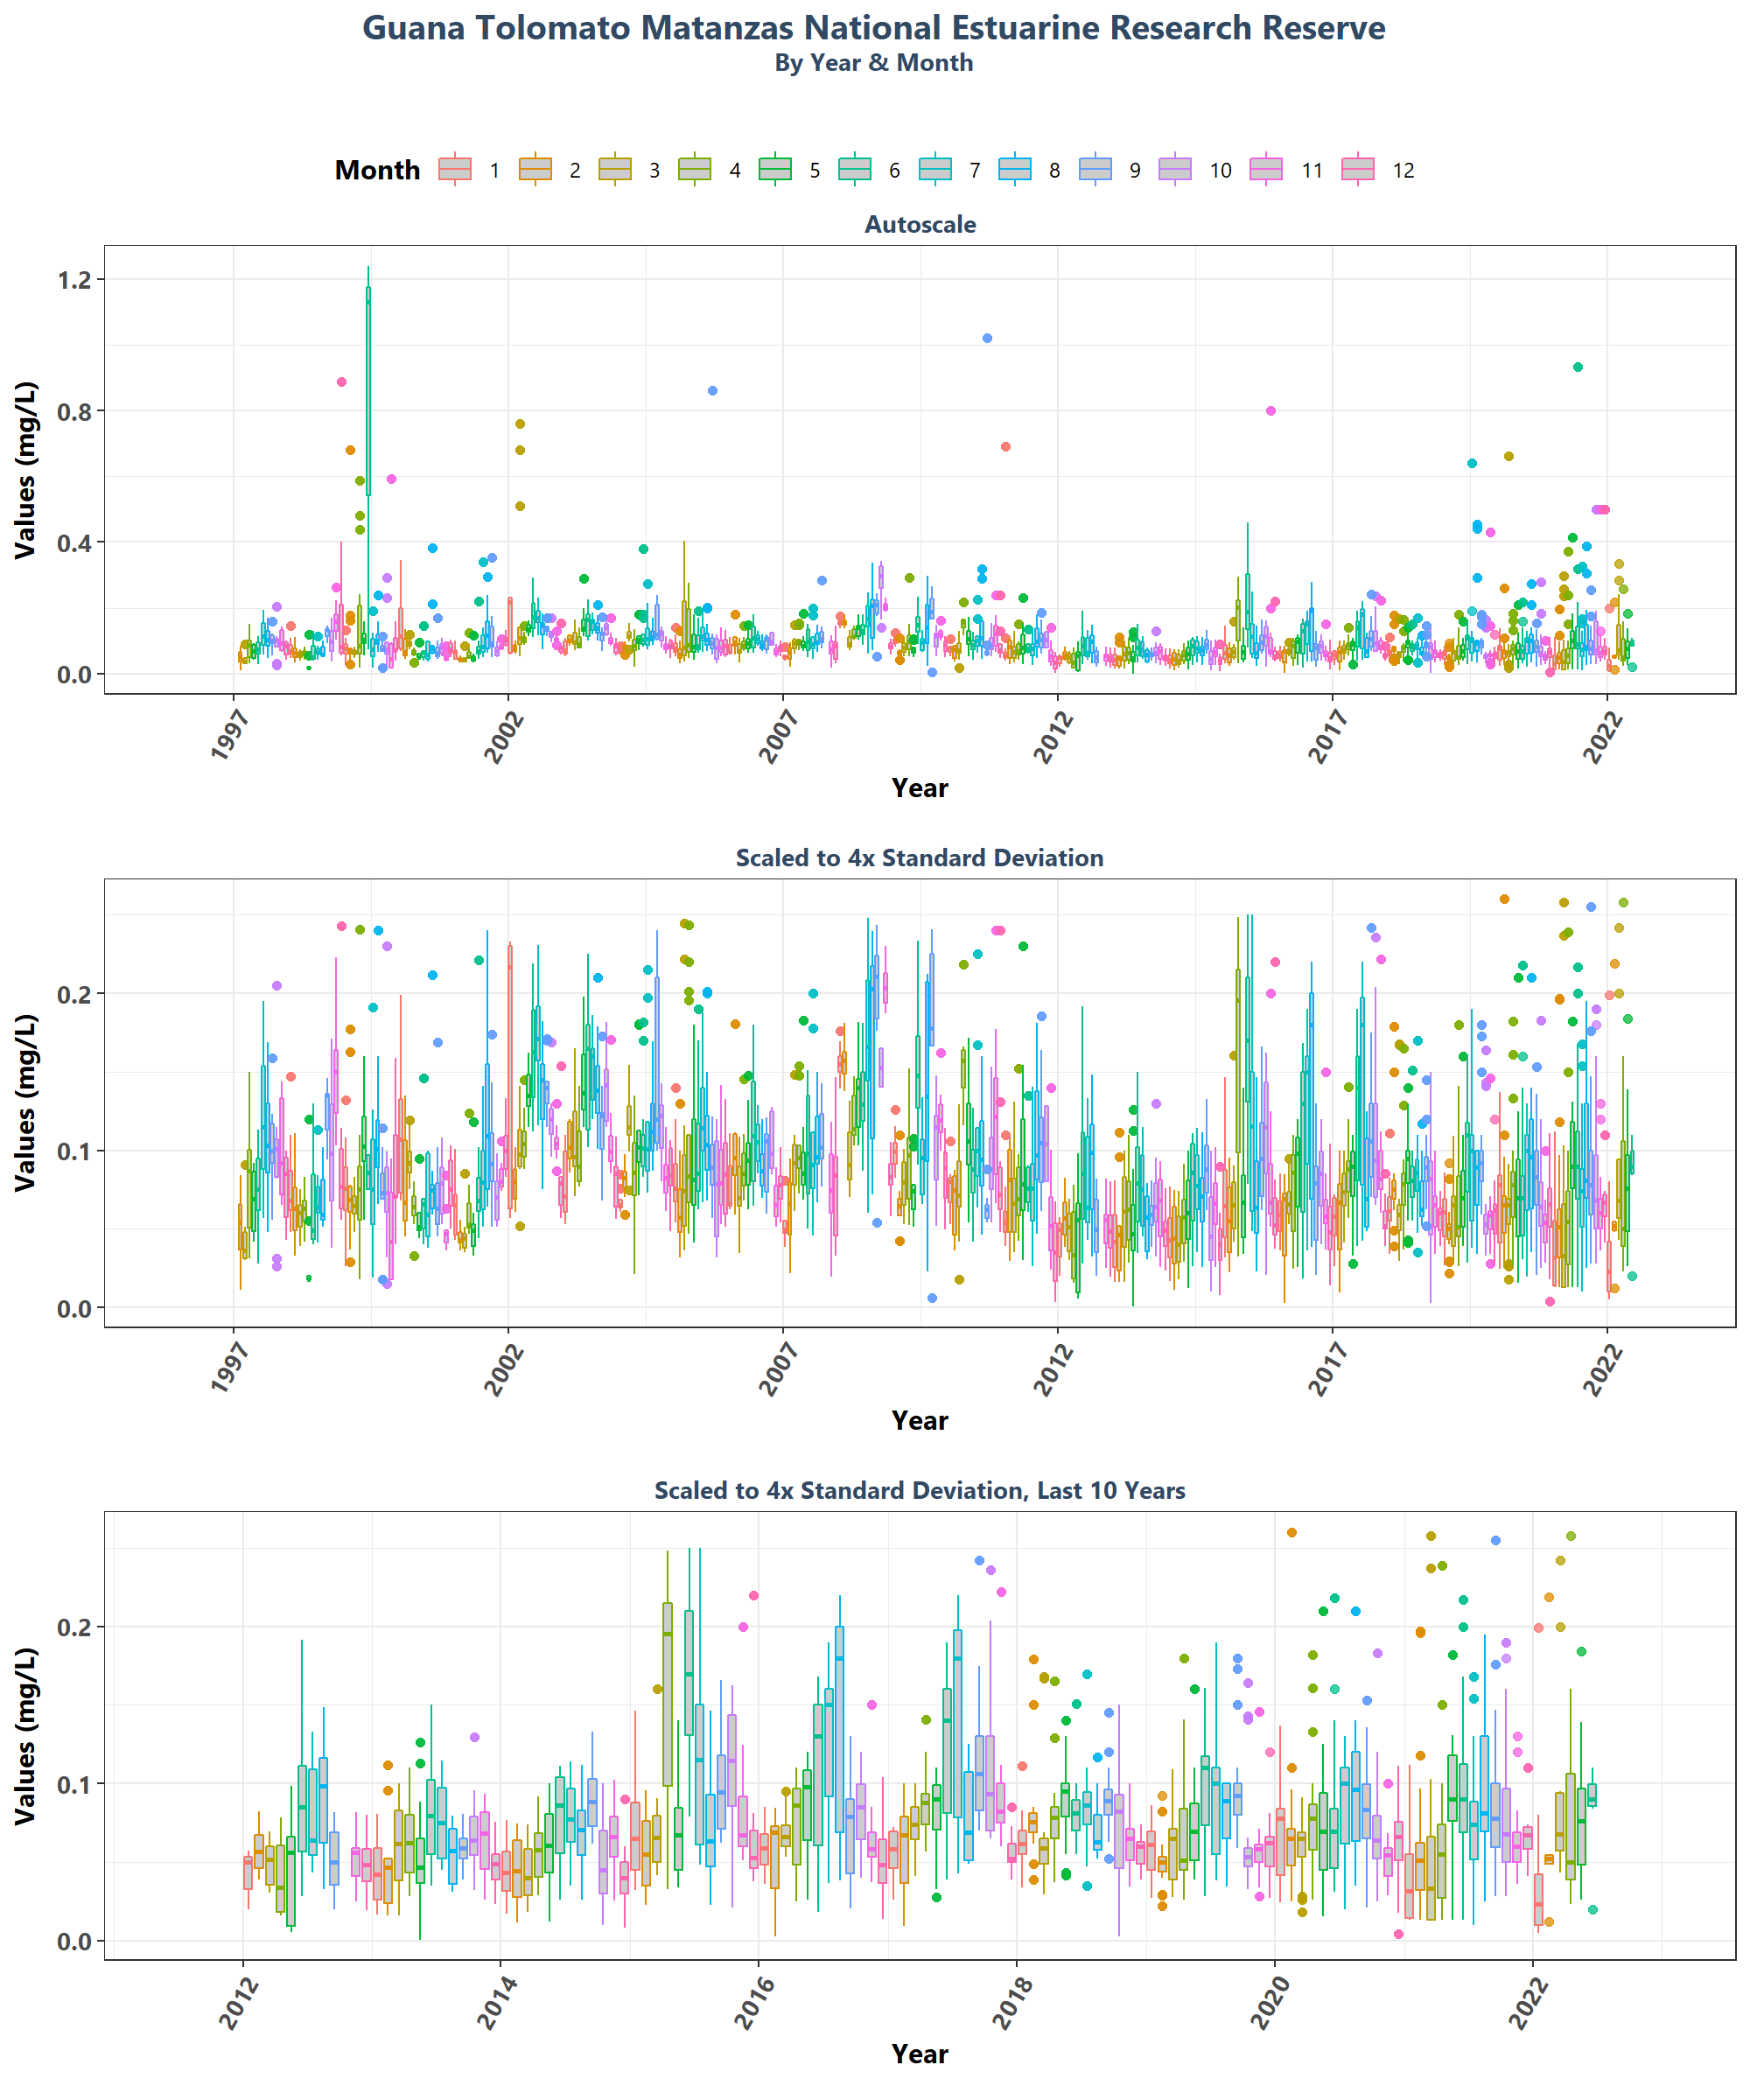 Guana Tolomato Matanzas National Estuarine Research Reserve
By Year & Month
Month 1 2 3 4 5 6 7 8 9 10 11 12
Autoscale
Values (mg/L)
1.2
0.8
0.4
0.0
1997 2002 2007 2012 2017 2022
Year
Scaled to 4x Standard Deviation
Values (mg/L)
0.2
0.1
0.0
1997 2002 2007 2012 2017 2022
Year
Scaled to 4x Standard Deviation, Last 10 Years
Values (mg/L)
0.2
0.1
0.0
2012 2014 2016 2018 2020 2022
Year